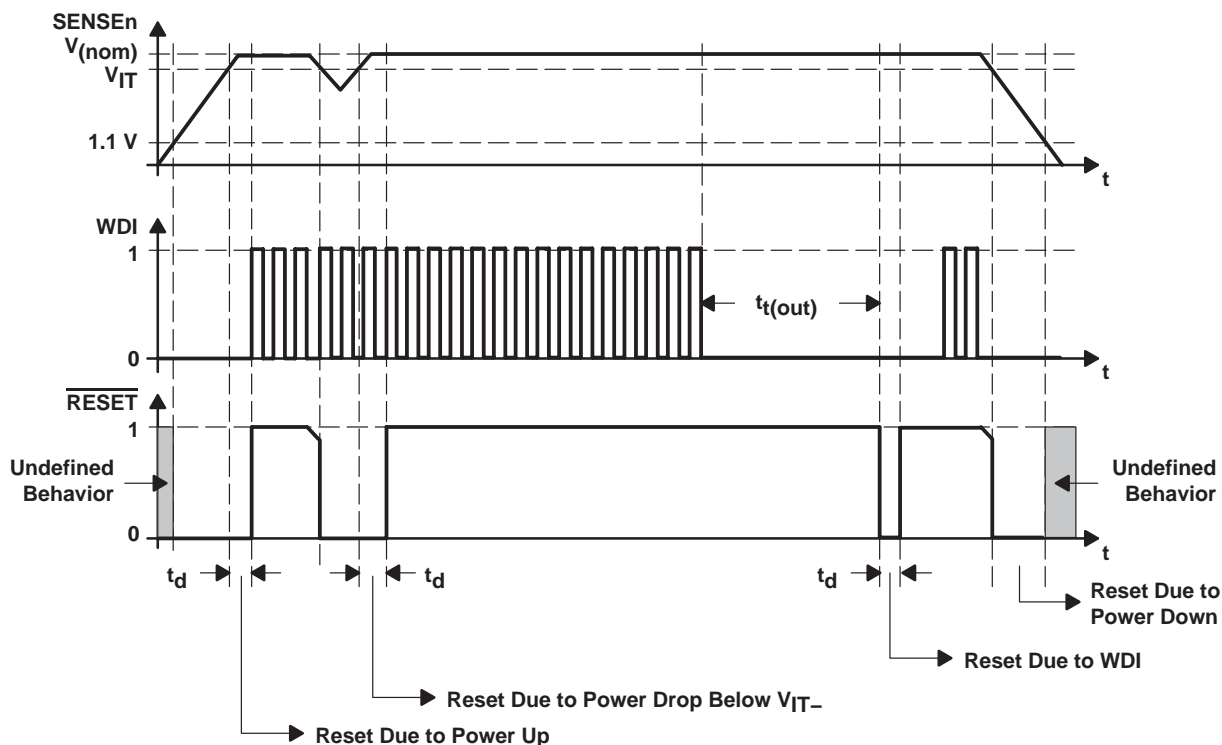 SENSEn
V(nom)
VIT
1.1 V
t
WDI
1
tt(out)
0
t
RESET
1
Undefined
Behavior
Undefined
Behavior
0
t
td
td
td
Reset Due to
Power Down
Reset Due to WDI
Reset Due to Power Drop Below VIT–
Reset Due to Power Up